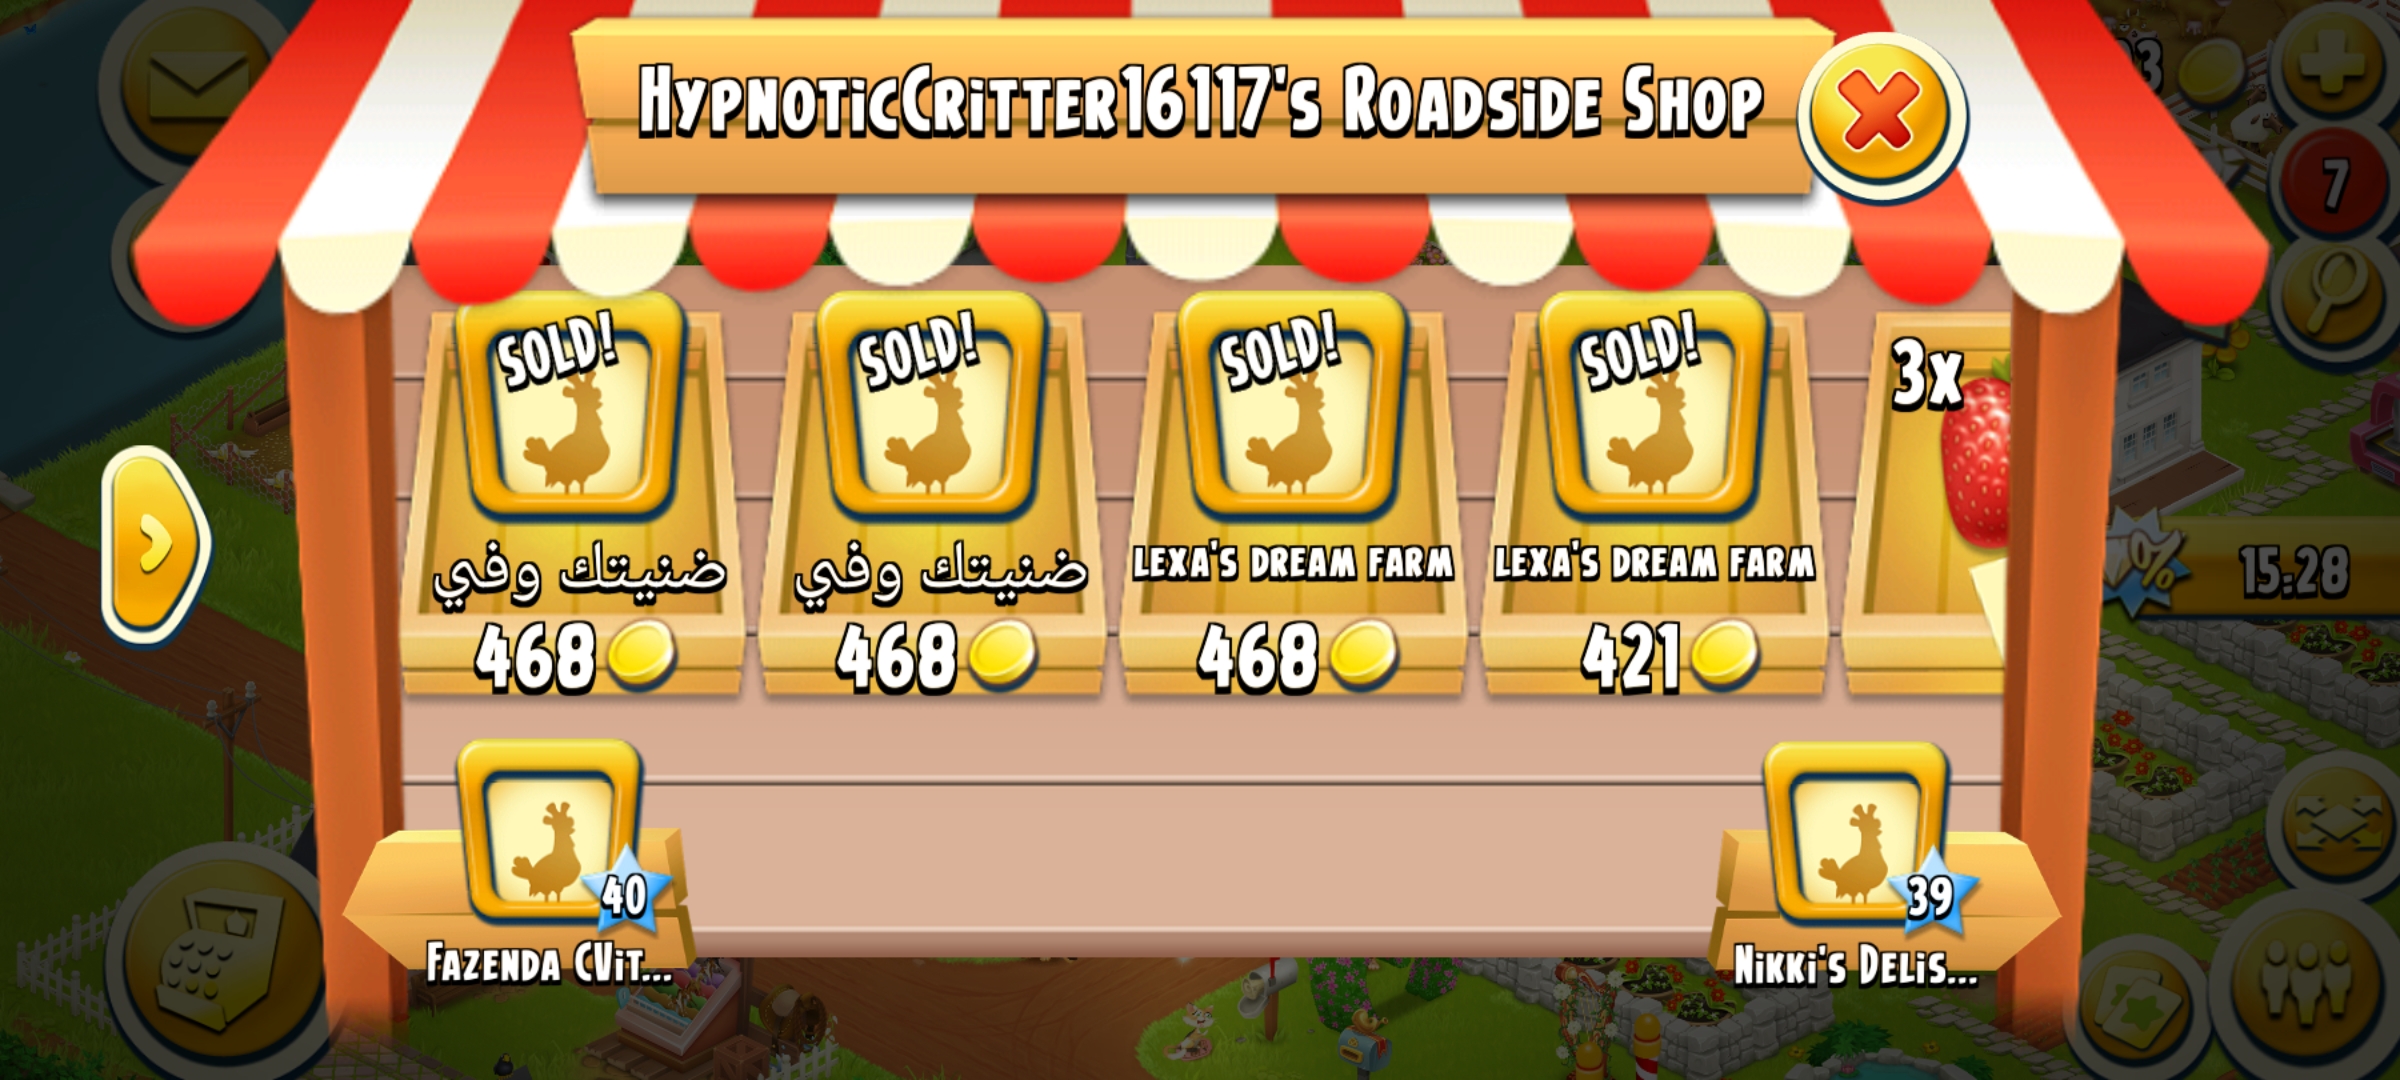 HypnoticCritter16117's Roadside Shop
7
SOLD!
SOLD!
SOLD!
SOLD!
3x
ضنيتك وفي
ضنيتك وفي
LEXA'S DREAM FARM
LEXA'S DREAM FARM
15:28
468
468
468
421
40
39
Fazenda CVit...
Nikki's Delis...